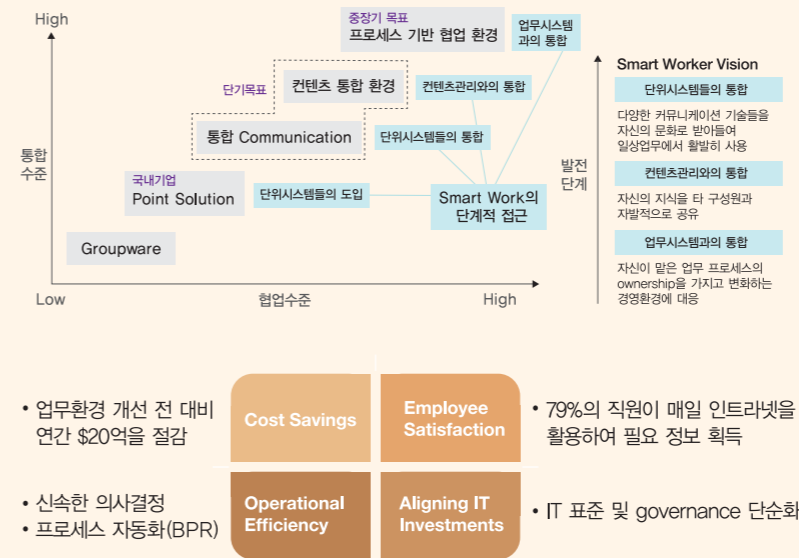 High
중장기 목표
프로세스 기반 협업 환경
업무시스템
과의 통합
단기목표
컨텐츠 통합 환경
컨텐츠관리와의 통합
통합 Communication
단위시스템들의 통합
통합
수준
국내기업
Point Solution
단위시스템들의 도입
Smart Work의
단계적 접근
Groupware
Low
협업수준
High
발전
단계
Smart Worker Vision
단위시스템들의 통합
다양한 커뮤니케이션 기술들을
자신의 문화로 받아들여
일상업무에서 활발히 사용
컨텐츠관리와의 통합
자신의 지식을 타 구성원과
자발적으로 공유
업무시스템과의 통합
자신이 맡은 업무 프로세스의
ownership을 가지고 변화하는
경영환경에 대응
• 업무환경 개선 전 대비
연간 $20억을 절감
Cost Savings
Employee
Satisfaction
• 79%의 직원이 매일 인트라넷을
활용하여 필요 정보 획득
• 신속한 의사결정
• 프로세스 자동화(BPR)
Operational
Efficiency
Aligning IT
Investments
• IT 표준 및 governance 단순화